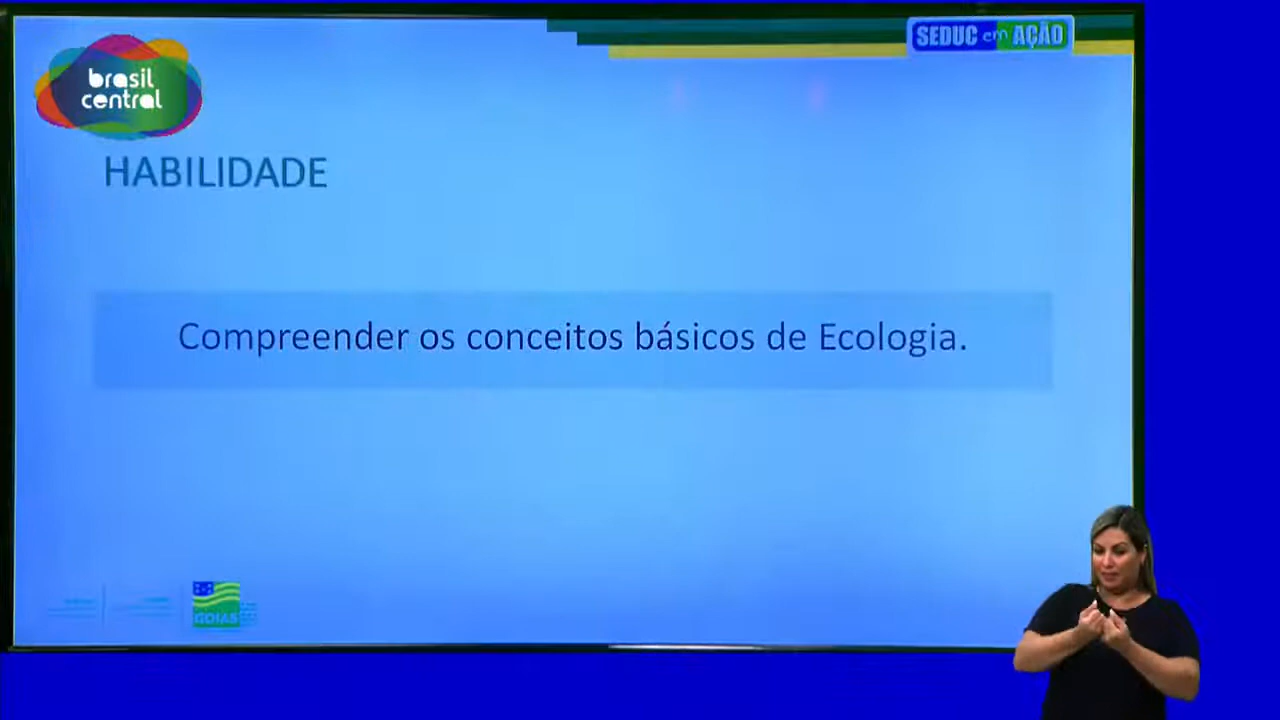 brasil
central
SEDUC em AÇÃO
HABILIDADE
Compreender os conceitos básicos de Ecologia.
GOIÁS